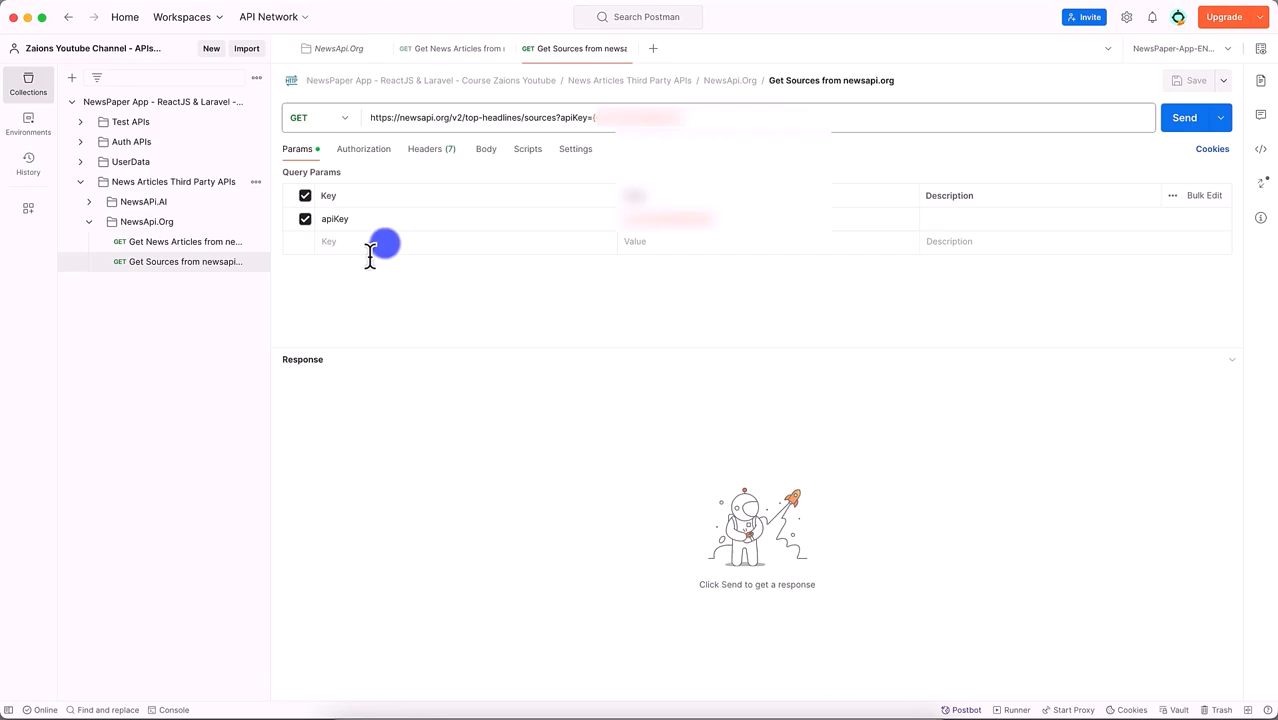 Home Workspaces API Network Search Postman Invite Upgrade
Zaions Youtube Channel - APIs... New Import NewsApi.Org GET Get News Articles from GET Get Sources from newsa NewsPaper-App-EN...
Collections
Environments
History
NewsPaper App - ReactJS & Laravel -...
Test APIs
Auth APIs
UserData
News Articles Third Party APIs
NewsAPi.AI
NewsApi.Org
GET Get News Articles from ne...
GET Get Sources from newsapi...
HTTP NewsPaper App - ReactJS & Laravel - Course Zaions Youtube / News Articles Third Party APIs / NewsApi.Org / Get Sources from newsapi.org Save
GET https://newsapi.org/v2/top-headlines/sources?apiKey={ Send
Params Authorization Headers (7) Body Scripts Settings Cookies
Query Params
Key Description Bulk Edit
apiKey
Key Value Description
Response
Click Send to get a response
Online Find and replace Console Postbot Runner Start Proxy Cookies Vault Trash